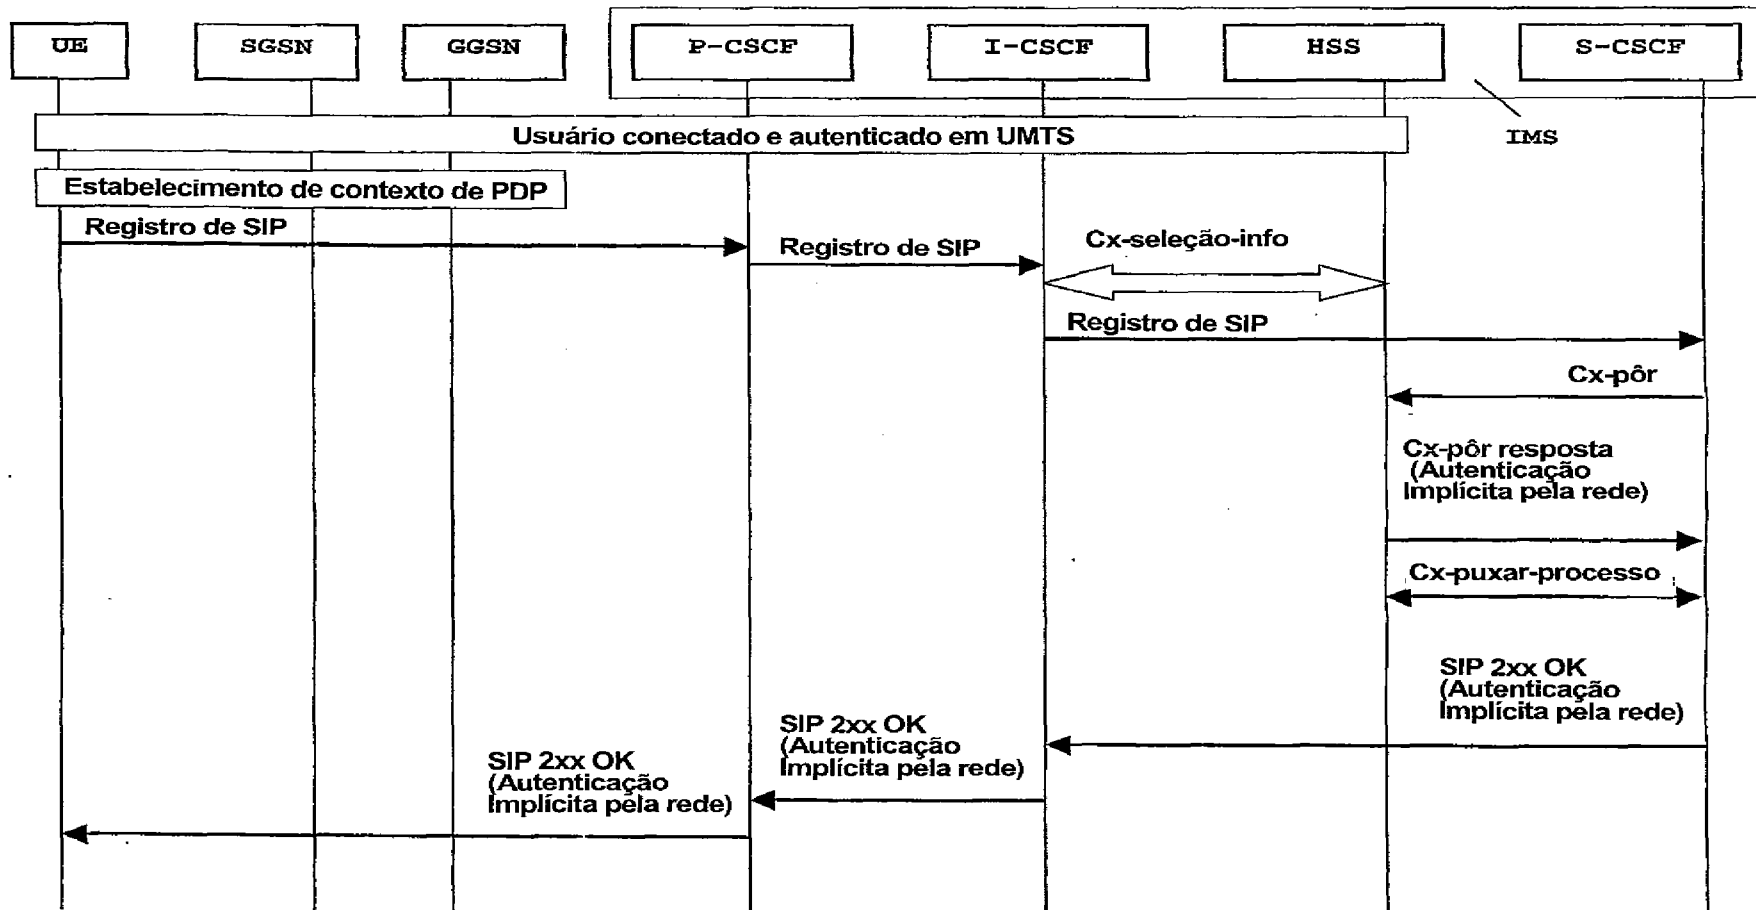 UE SGSN GGSN P-CSCF I-CSCF HSS S-CSCF
Usuário conectado e autenticado em UMTS
IMS
Estabelecimento de contexto de PDP
Registro de SIP
Registro de SIP
Cx-seleção-info
Registro de SIP
Cx-pôr
Cx-pôr resposta
(Autenticação
Implícita pela rede)
Cx-puxar-processo
SIP 2xx OK
(Autenticação
Implícita pela rede)
SIP 2xx OK
(Autenticação
Implícita pela rede)
SIP 2xx OK
(Autenticação
Implícita pela rede)